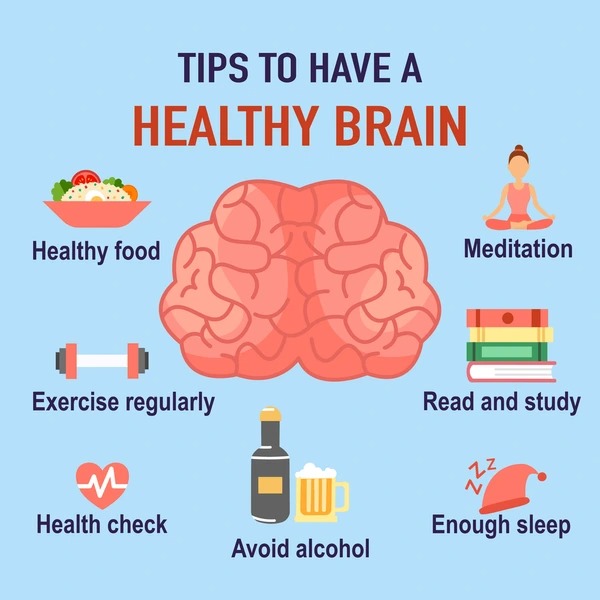 TIPS TO HAVE A
HEALTHY BRAIN
Healthy food
Meditation
Exercise regularly
Read and study
zzz
Health check
Enough sleep
Avoid alcohol